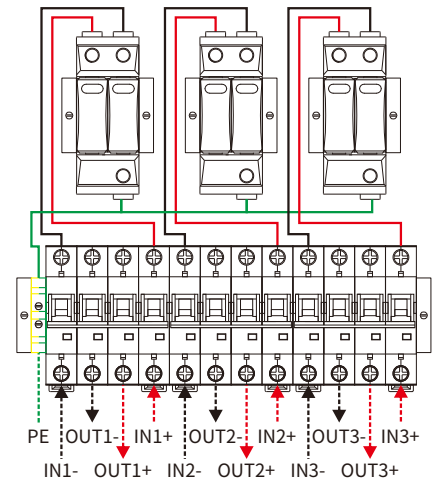 PE OUT1- IN1+ OUT2- IN2+ OUT3- IN3+
IN1- OUT1+ IN2- OUT2+ IN3- OUT3+